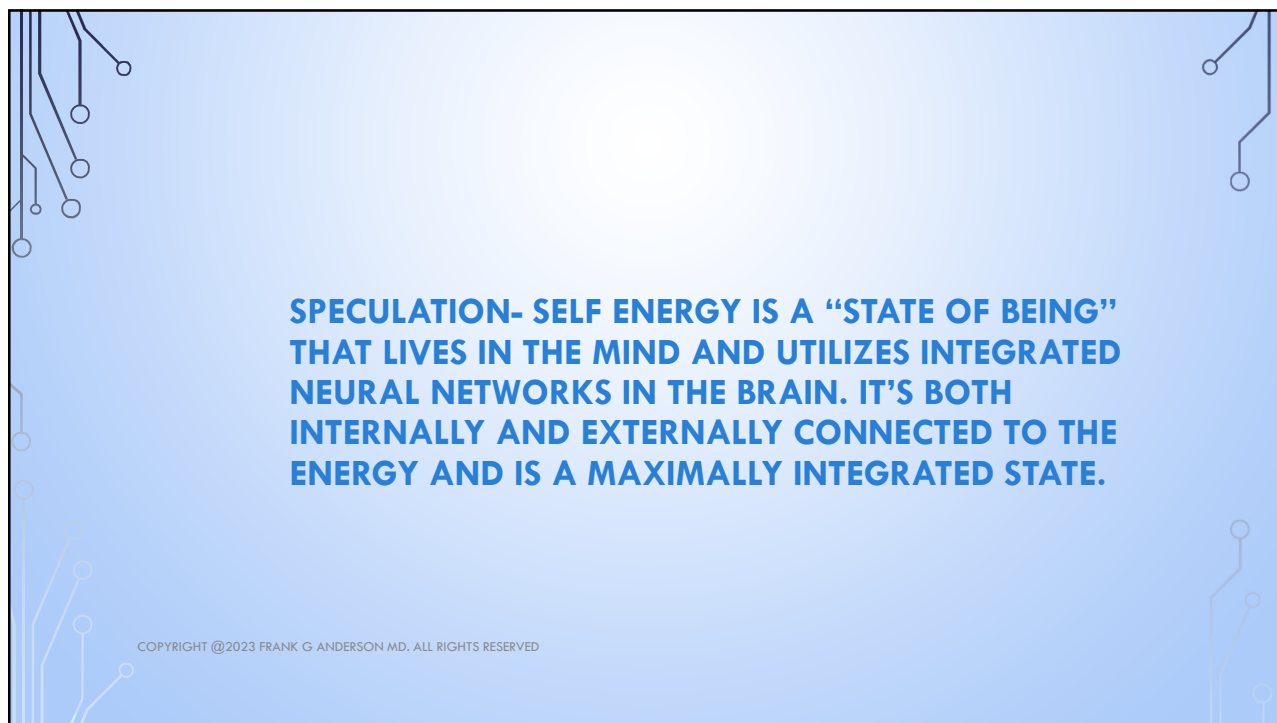 SPECULATION- SELF ENERGY IS A “STATE OF BEING”
THAT LIVES IN THE MIND AND UTILIZES INTEGRATED
NEURAL NETWORKS IN THE BRAIN. IT’S BOTH
INTERNALLY AND EXTERNALLY CONNECTED TO THE
ENERGY AND IS A MAXIMALLY INTEGRATED STATE.
COPYRIGHT @2023 FRANK G ANDERSON MD. ALL RIGHTS RESERVED